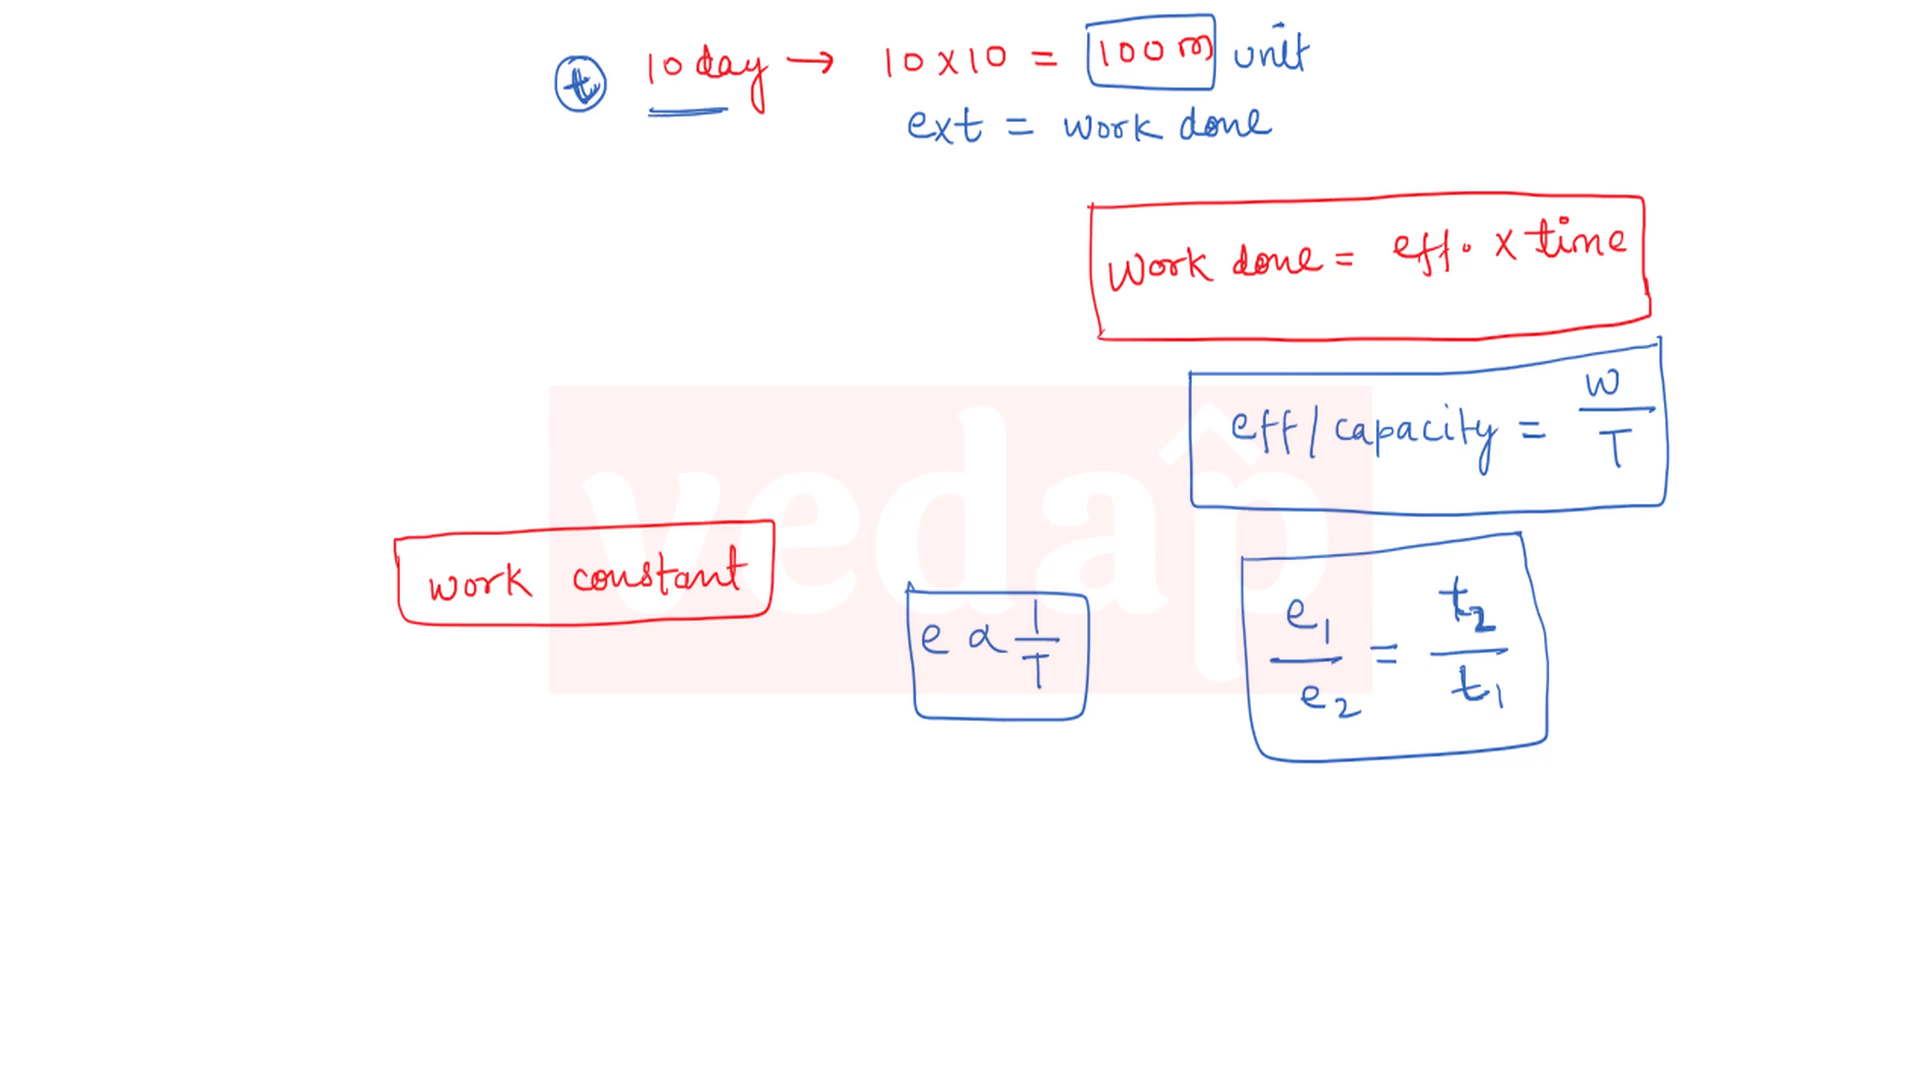 t 10 day → 10 x 10 = 100 m unit
ext = work done
work done = eff. x time
eff/capacity = W/T
work constant
e ∝ 1/T
e1/e2 = t2/t1
vedap